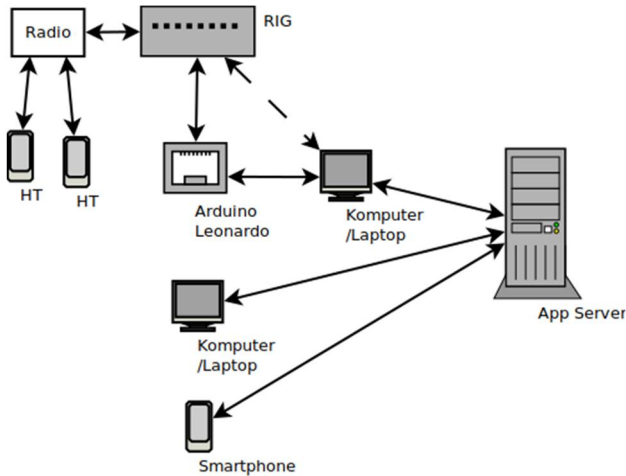 Radio
RIG
HT
HT
Arduino
Leonardo
Komputer
/Laptop
App Server
Komputer
/Laptop
Smartphone